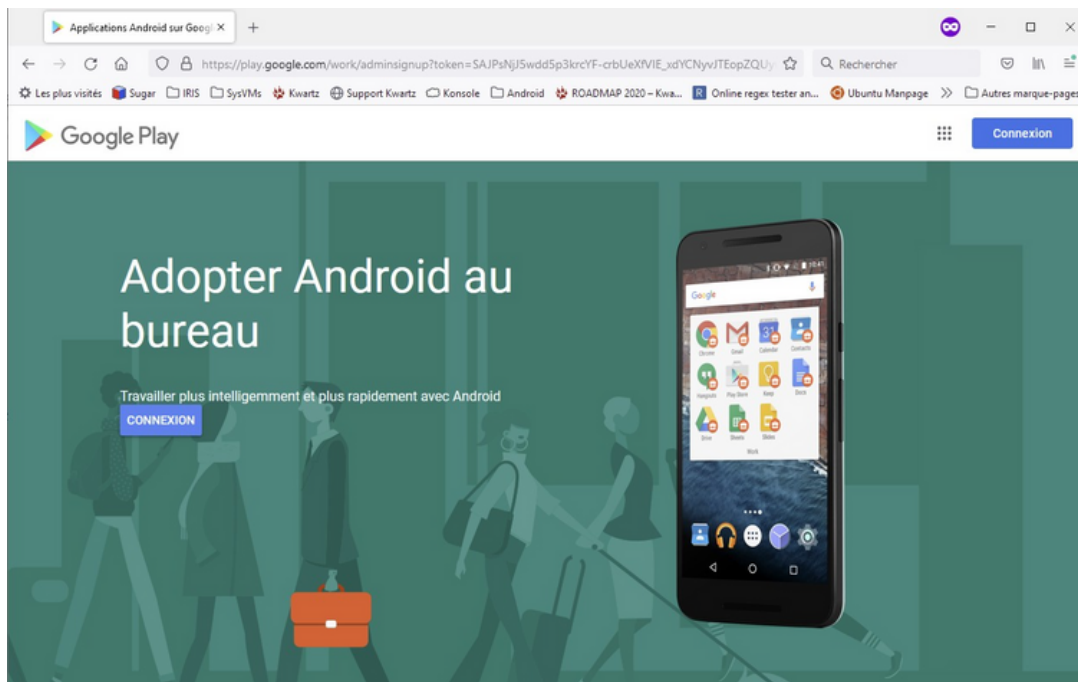 Applications Android sur Googl
https://play.google.com/work/adminsignup?token=SAJPsNjJ5wdd5p3krcYF-crbUeXfVIE_xdYCNyvJTEopZQUy
Rechercher
Les plus visités Sugar IRIS SysVMs Kwartz Support Kwartz Konsole Android ROADMAP 2020 – Kwa... Online regex tester an... Ubuntu Manpage Autres marque-pages
Google Play
Connexion
Adopter Android au
bureau
Travailler plus intelligemment et plus rapidement avec Android
CONNEXION
10:41
Google
Chrome Gmail Calendar Contacts
Hangouts Play Store Keep Docs
Drive Sheets Slides
Work